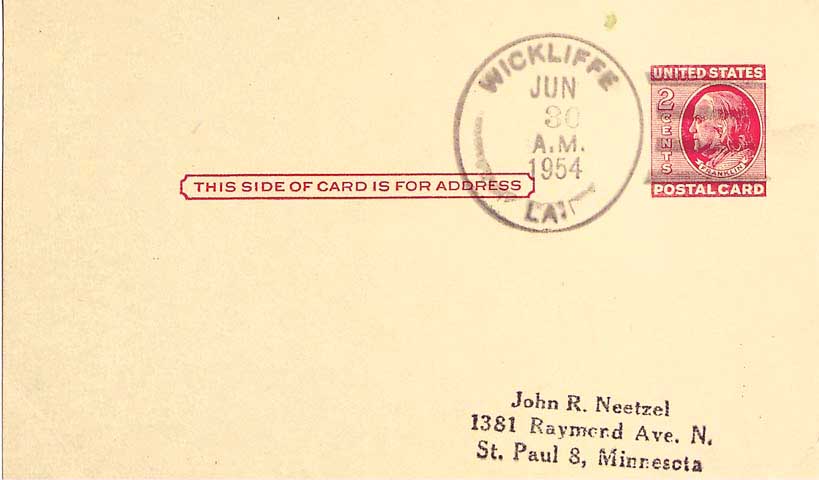 WICKLIFFE
JUN
30
A.M.
1954
LA.
UNITED STATES
2 CENTS
FRANKLIN
POSTAL CARD
THIS SIDE OF CARD IS FOR ADDRESS
John R. Neetzel
1381 Raymond Ave. N.
St. Paul 8, Minnesota